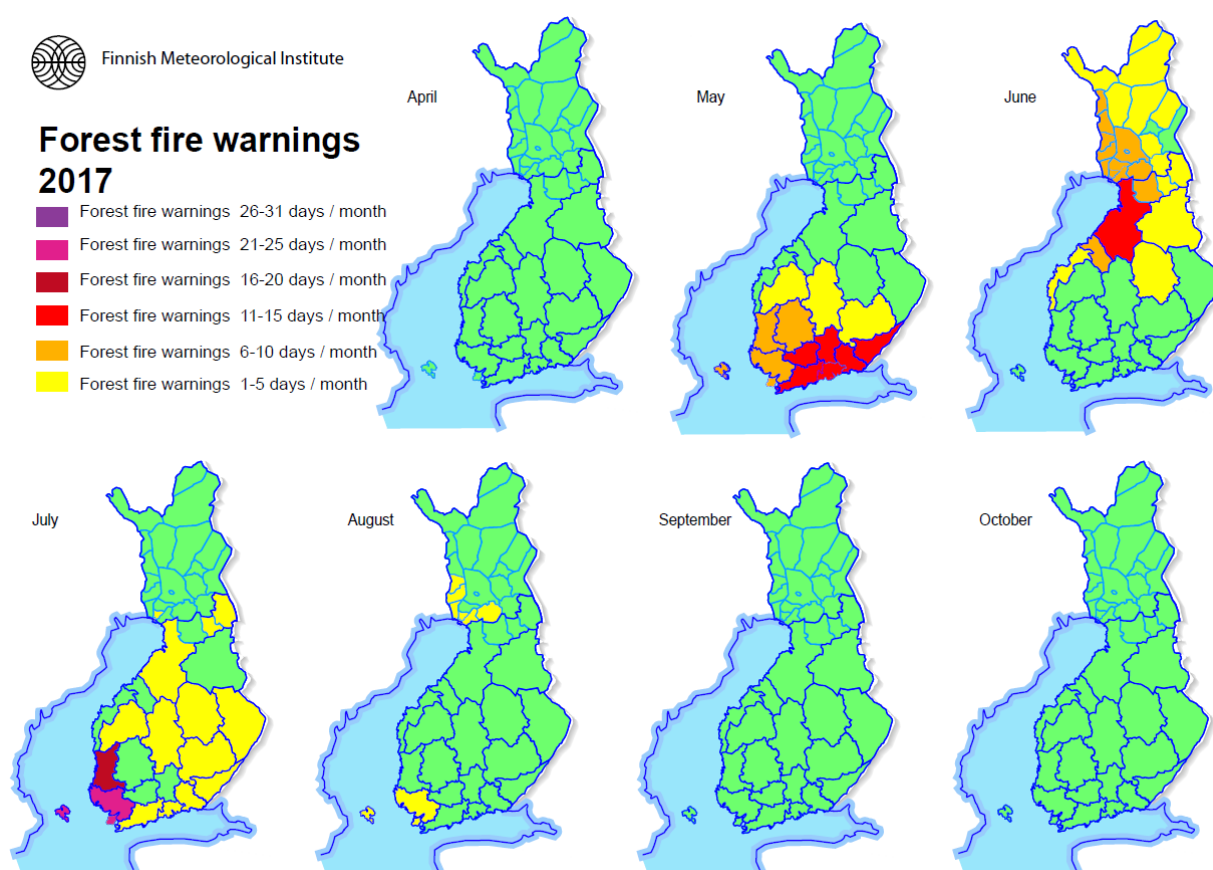 Finnish Meteorological Institute
Forest fire warnings
2017
Forest fire warnings 26-31 days / month
Forest fire warnings 21-25 days / month
Forest fire warnings 16-20 days / month
Forest fire warnings 11-15 days / month
Forest fire warnings 6-10 days / month
Forest fire warnings 1-5 days / month
April
May
June
July
August
September
October